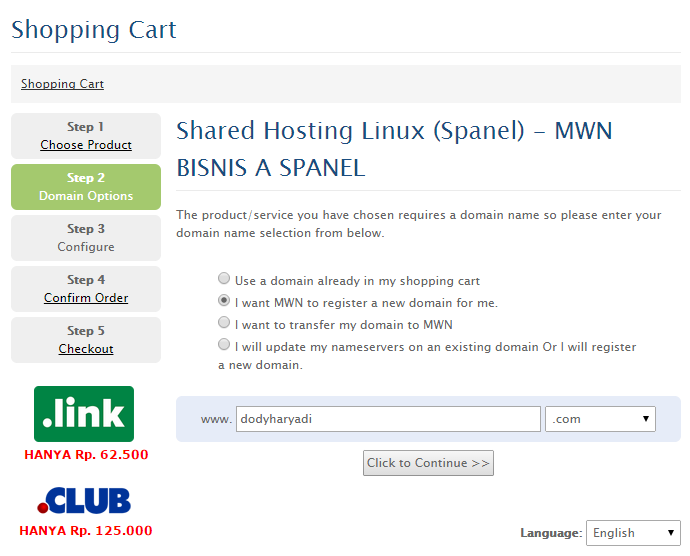 Shopping Cart
Shopping Cart
Step 1
Choose Product
Step 2
Domain Options
Step 3
Configure
Step 4
Confirm Order
Step 5
Checkout
.link
HANYA Rp. 62.500
.CLUB
HANYA Rp. 125.000
Shared Hosting Linux (Spanel) - MWN
BISNIS A SPANEL
The product/service you have chosen requires a domain name so please enter your
domain name selection from below.
Use a domain already in my shopping cart
I want MWN to register a new domain for me.
I want to transfer my domain to MWN
I will update my nameservers on an existing domain Or I will register
a new domain.
www. dodyharyadi .com
Click to Continue >>
Language: English